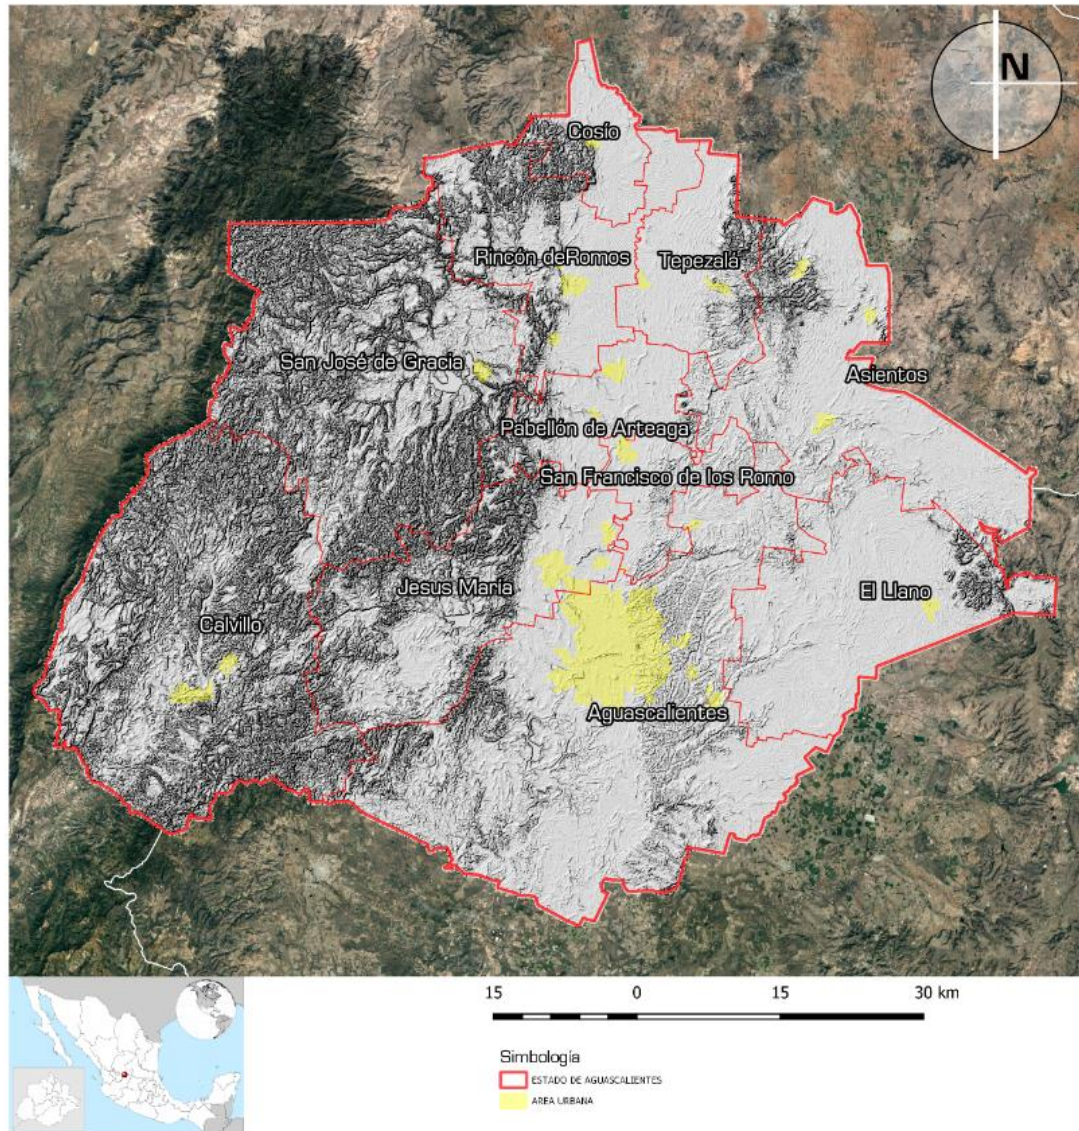 N
Cosío
Rincón deRomos
Tepezalá
San José de Gracia
Asientos
Pabellón de Arteaga
San Francisco de los Romo
Jesus María
El Llano
Calvillo
Aguascalientes
15 0 15 30 km
Simbología
ESTADO DE AGUASCALIENTES
AREA URBANA